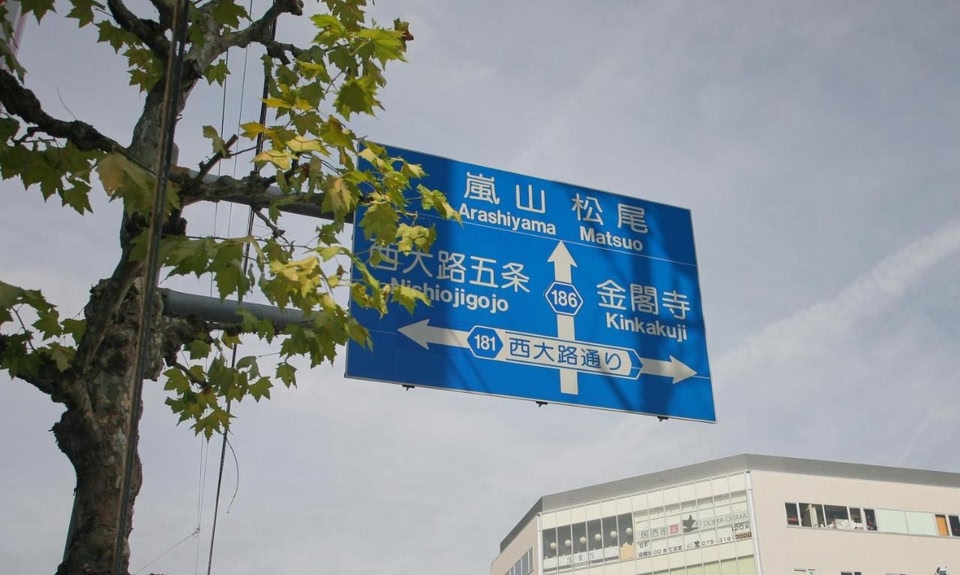 嵐山 松尾
Arashiyama Matsuo
西大路五条
Nishiojigojo
186
金閣寺
Kinkakuji
181 西大路通り